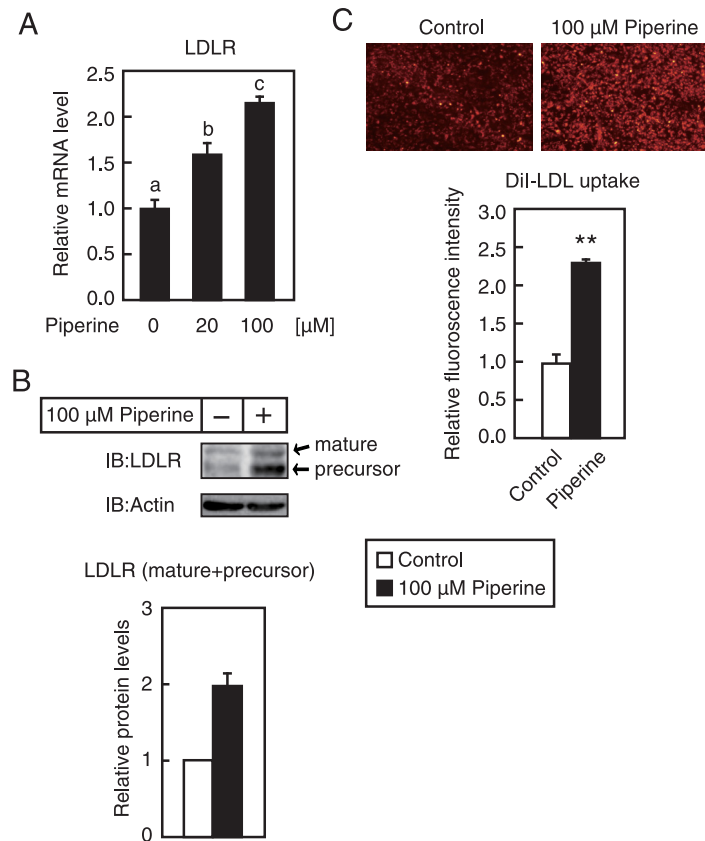 A
LDLR
Relative mRNA level
2.5
2.0
1.5
1.0
0.5
0.0
a
b
c
Piperine 0 20 100 [µM]
B
100 µM Piperine − +
IB:LDLR
mature
precursor
IB:Actin
LDLR (mature+precursor)
Relative protein levels
3
2
1
0
C
Control 100 µM Piperine
DiI-LDL uptake
Relative fluoroscence intensity
3.0
2.5
2.0
1.5
1.0
0.5
0.0
**
Control
Piperine
Control
100 µM Piperine